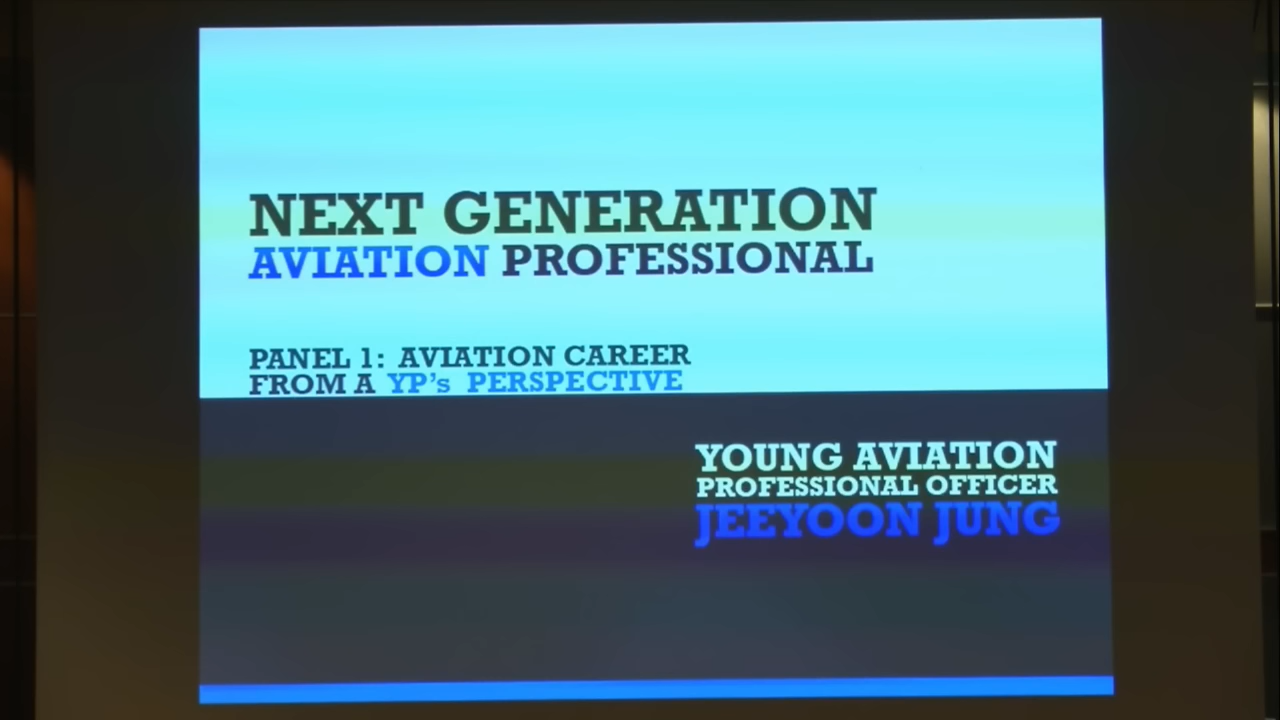 NEXT GENERATION
AVIATION PROFESSIONAL
PANEL 1: AVIATION CAREER
FROM A YP's PERSPECTIVE
YOUNG AVIATION
PROFESSIONAL OFFICER
JEEYOON JUNG